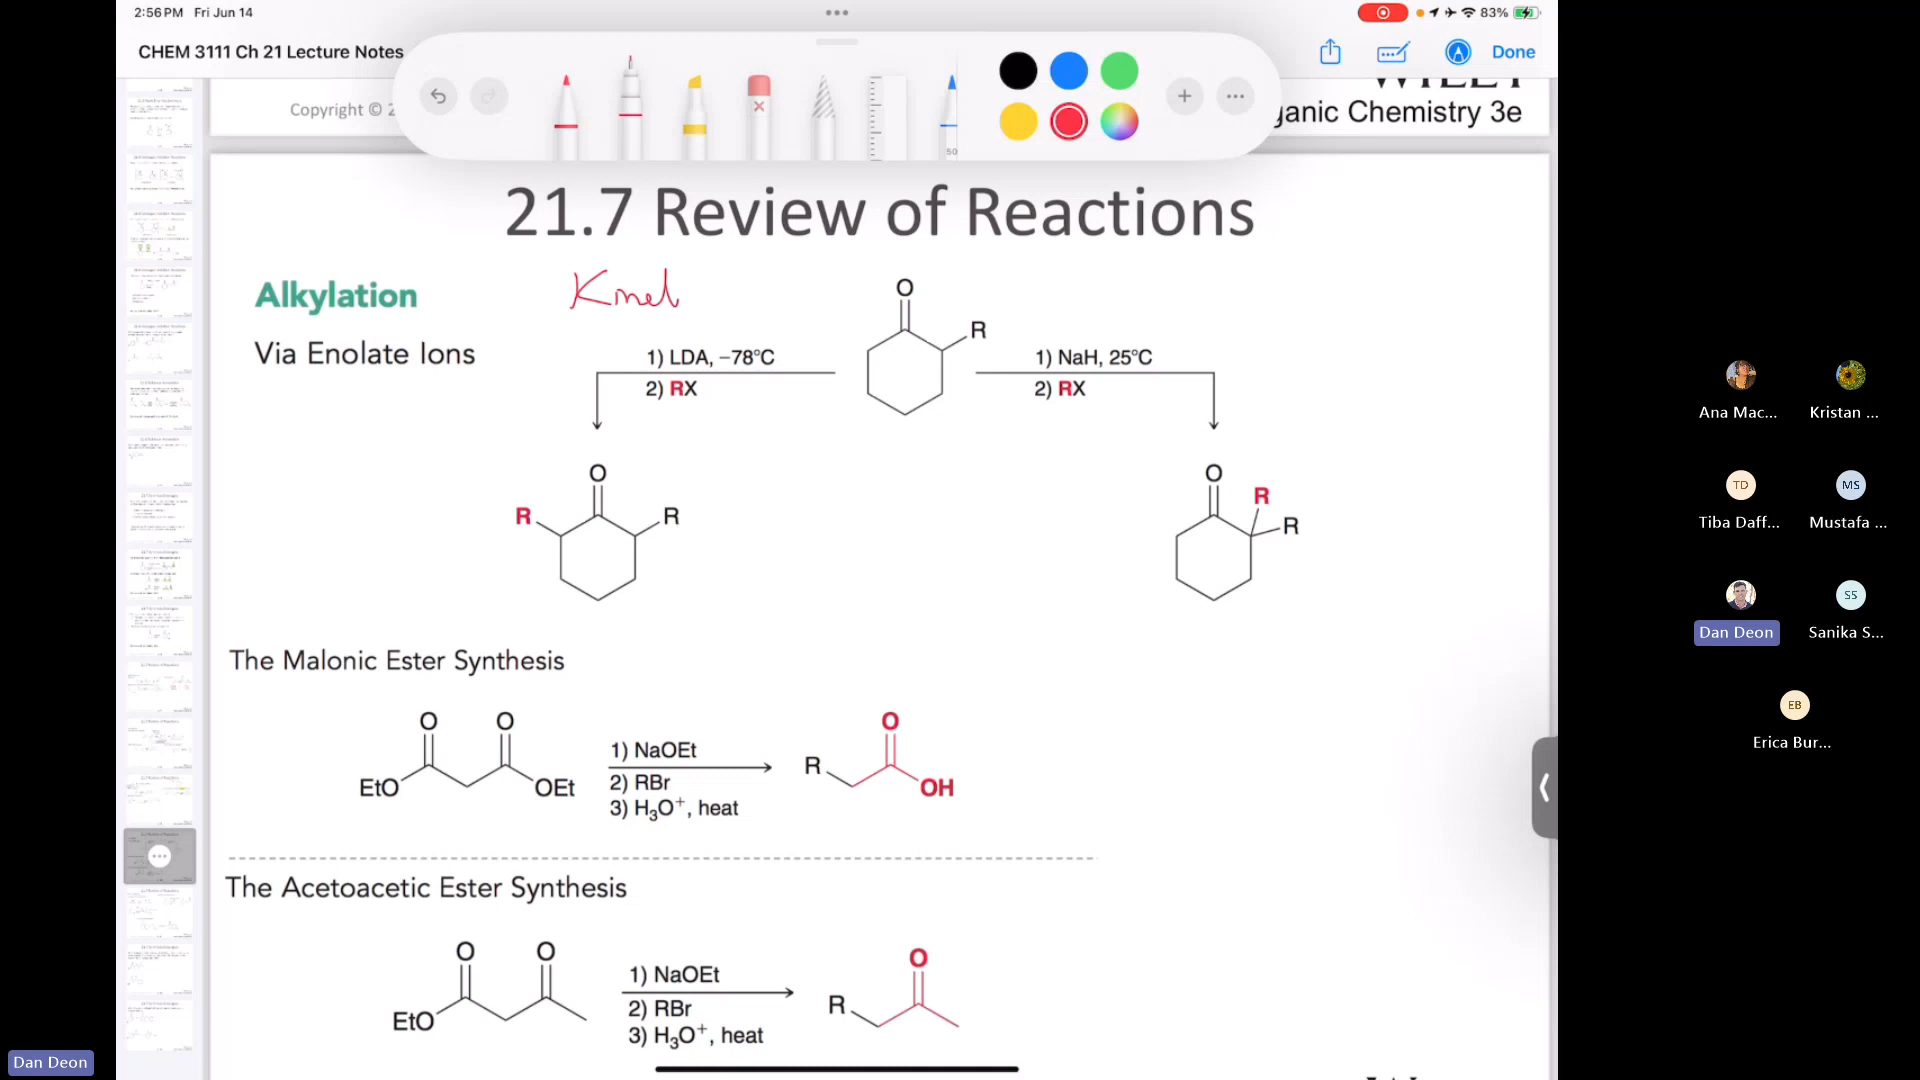 2:56 PM Fri Jun 14
83%
CHEM 3111 Ch 21 Lecture Notes
Done
50
Copyright © 2
ganic Chemistry 3e
21.7 Review of Reactions
Alkylation
Via Enolate Ions
O
R
1) LDA, −78°C
2) RX
1) NaH, 25°C
2) RX
O
R
R
O
R
R
The Malonic Ester Synthesis
O
O
EtO
OEt
1) NaOEt
2) RBr
3) H₃O⁺, heat
R
O
OH
The Acetoacetic Ester Synthesis
O
O
EtO
1) NaOEt
2) RBr
3) H₃O⁺, heat
R
O
Ana Mac...
Kristan ...
TD
Tiba Daff...
MS
Mustafa ...
Dan Deon
SS
Sanika S...
EB
Erica Bur...
Dan Deon